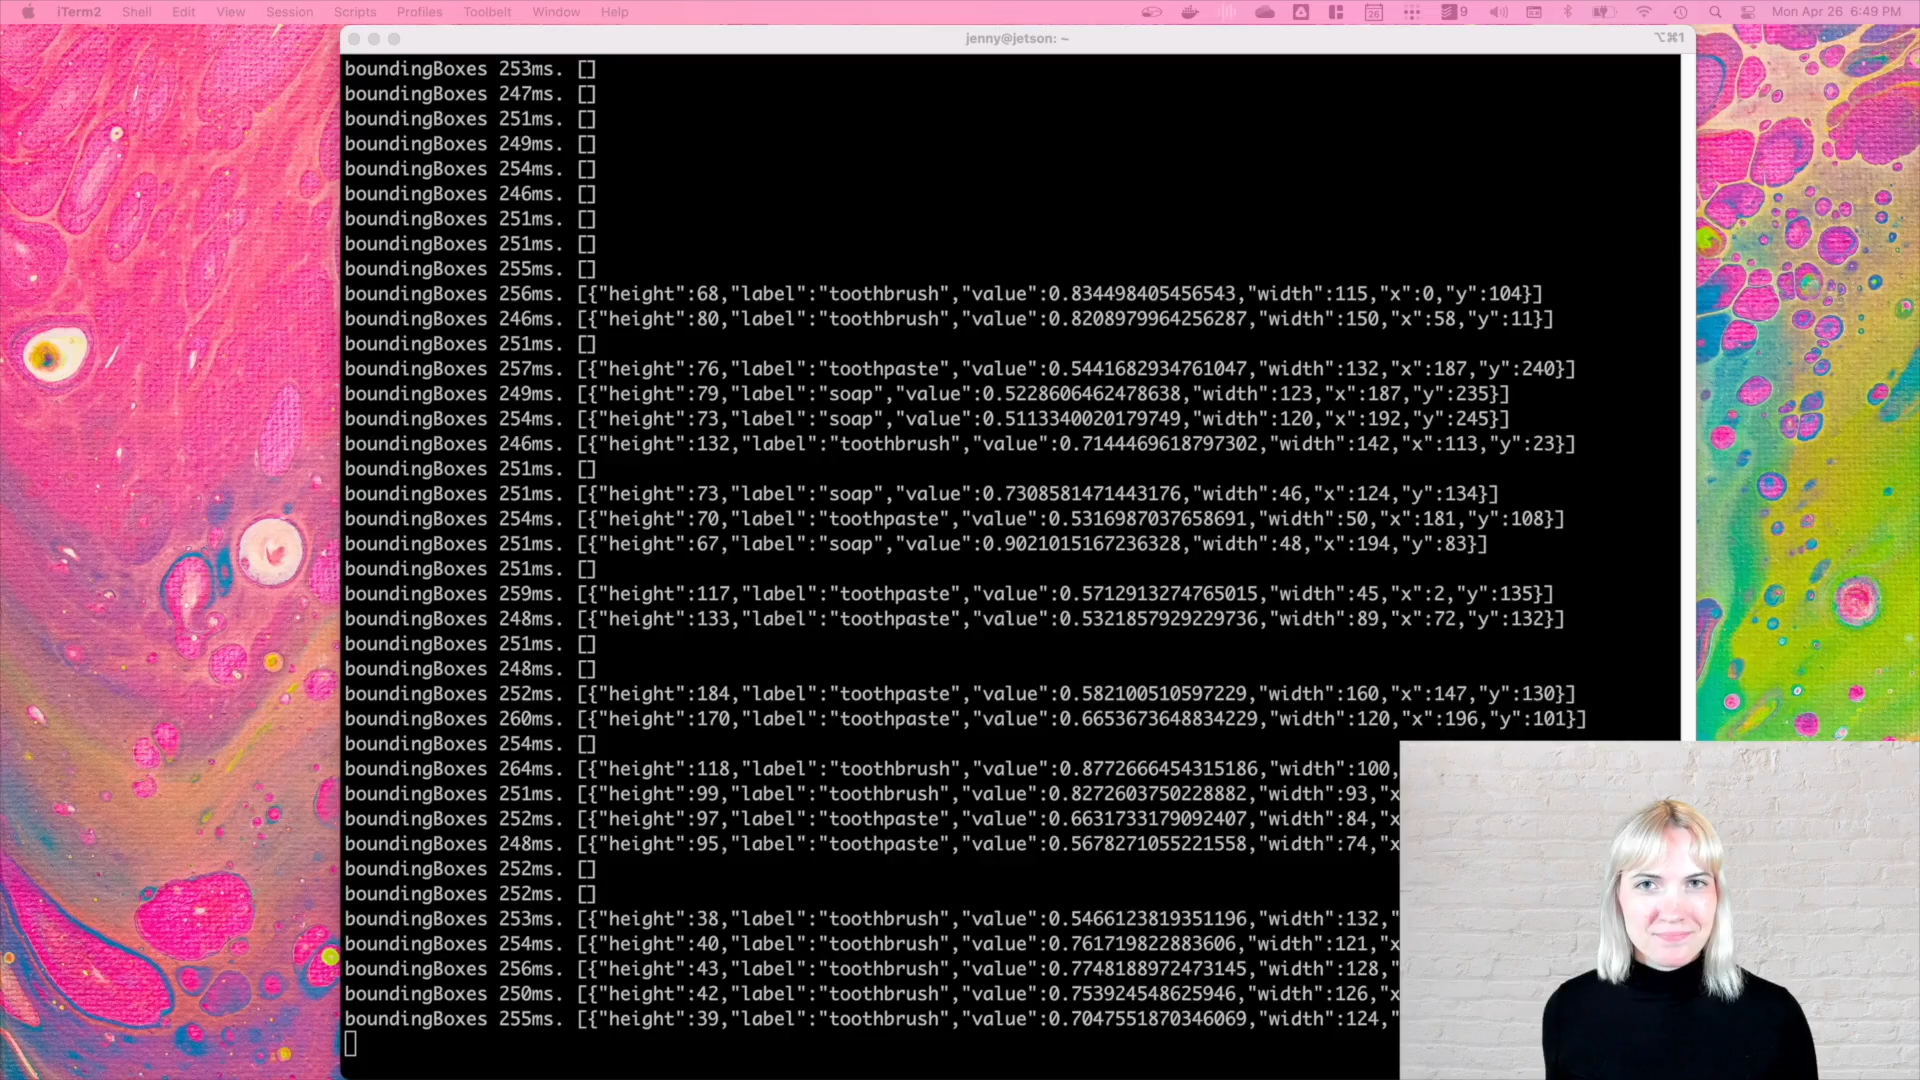 iTerm2 Shell Edit View Session Scripts Profiles Toolbelt Window Help 26 9 Mon Apr 26 6:49 PM
jenny@jetson: ~ ⌥⌘1
boundingBoxes 253ms. []
boundingBoxes 247ms. []
boundingBoxes 251ms. []
boundingBoxes 249ms. []
boundingBoxes 254ms. []
boundingBoxes 246ms. []
boundingBoxes 251ms. []
boundingBoxes 251ms. []
boundingBoxes 255ms. []
boundingBoxes 256ms. [{"height":68,"label":"toothbrush","value":0.834498405456543,"width":115,"x":0,"y":104}]
boundingBoxes 246ms. [{"height":80,"label":"toothbrush","value":0.8208979964256287,"width":150,"x":58,"y":11}]
boundingBoxes 251ms. []
boundingBoxes 257ms. [{"height":76,"label":"toothpaste","value":0.5441682934761047,"width":132,"x":187,"y":240}]
boundingBoxes 249ms. [{"height":79,"label":"soap","value":0.5228606462478638,"width":123,"x":187,"y":235}]
boundingBoxes 254ms. [{"height":73,"label":"soap","value":0.5113340020179749,"width":120,"x":192,"y":245}]
boundingBoxes 246ms. [{"height":132,"label":"toothbrush","value":0.7144469618797302,"width":142,"x":113,"y":23}]
boundingBoxes 251ms. []
boundingBoxes 251ms. [{"height":73,"label":"soap","value":0.7308581471443176,"width":46,"x":124,"y":134}]
boundingBoxes 254ms. [{"height":70,"label":"toothpaste","value":0.5316987037658691,"width":50,"x":181,"y":108}]
boundingBoxes 251ms. [{"height":67,"label":"soap","value":0.9021015167236328,"width":48,"x":194,"y":83}]
boundingBoxes 251ms. []
boundingBoxes 259ms. [{"height":117,"label":"toothpaste","value":0.5712913274765015,"width":45,"x":2,"y":135}]
boundingBoxes 248ms. [{"height":133,"label":"toothpaste","value":0.5321857929229736,"width":89,"x":72,"y":132}]
boundingBoxes 251ms. []
boundingBoxes 248ms. []
boundingBoxes 252ms. [{"height":184,"label":"toothpaste","value":0.582100510597229,"width":160,"x":147,"y":130}]
boundingBoxes 260ms. [{"height":170,"label":"toothpaste","value":0.6653673648834229,"width":120,"x":196,"y":101}]
boundingBoxes 254ms. []
boundingBoxes 264ms. [{"height":118,"label":"toothbrush","value":0.8772666454315186,"width":100,
boundingBoxes 251ms. [{"height":99,"label":"toothbrush","value":0.8272603750228882,"width":93,"x
boundingBoxes 252ms. [{"height":97,"label":"toothpaste","value":0.6631733179092407,"width":84,"x
boundingBoxes 248ms. [{"height":95,"label":"toothpaste","value":0.5678271055221558,"width":74,"x
boundingBoxes 252ms. []
boundingBoxes 252ms. []
boundingBoxes 253ms. [{"height":38,"label":"toothbrush","value":0.5466123819351196,"width":132,"
boundingBoxes 254ms. [{"height":40,"label":"toothbrush","value":0.761719822883606,"width":121,"x
boundingBoxes 256ms. [{"height":43,"label":"toothbrush","value":0.7748188972473145,"width":128,"
boundingBoxes 250ms. [{"height":42,"label":"toothbrush","value":0.753924548625946,"width":126,"x
boundingBoxes 255ms. [{"height":39,"label":"toothbrush","value":0.7047551870346069,"width":124,"